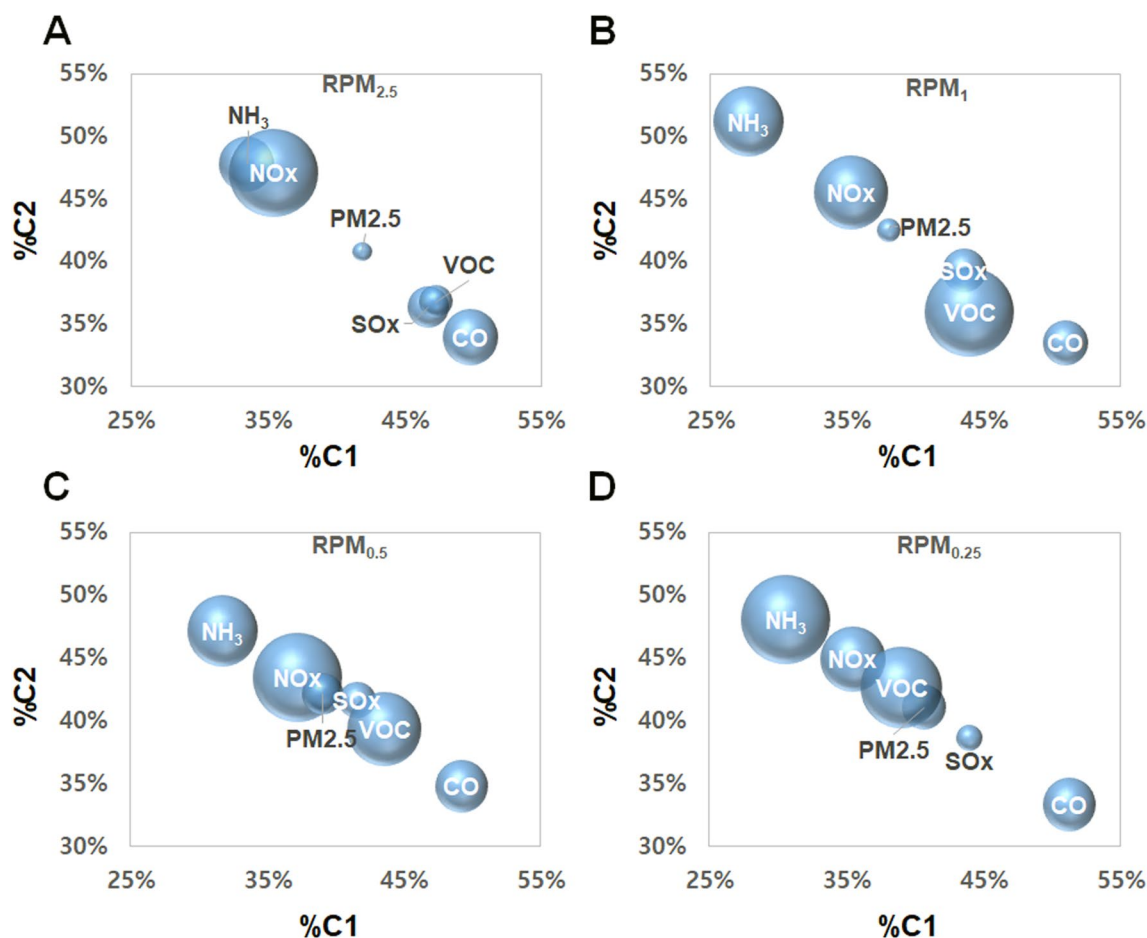 A
RPM2.5
55%
50%
45%
40%
35%
30%
%C2
NH3
NOx
PM2.5
VOC
SOx
CO
25%
35%
45%
55%
%C1
B
RPM1
55%
50%
45%
40%
35%
30%
%C2
NH3
NOx
PM2.5
SOx
VOC
CO
25%
35%
45%
55%
%C1
C
RPM0.5
55%
50%
45%
40%
35%
30%
%C2
NH3
NOx
SOx
PM2.5
VOC
CO
25%
35%
45%
55%
%C1
D
RPM0.25
55%
50%
45%
40%
35%
30%
%C2
NH3
NOx
VOC
PM2.5
SOx
CO
25%
35%
45%
55%
%C1